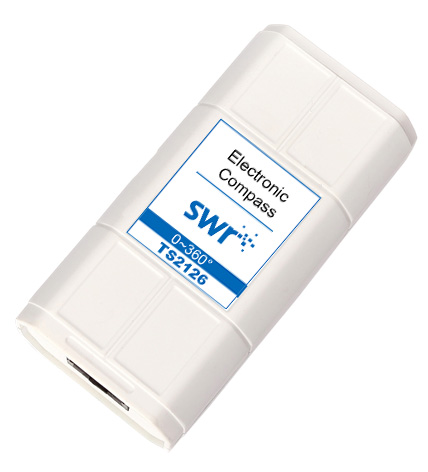 Electronic
Compass
swr
0~360°
TS2126